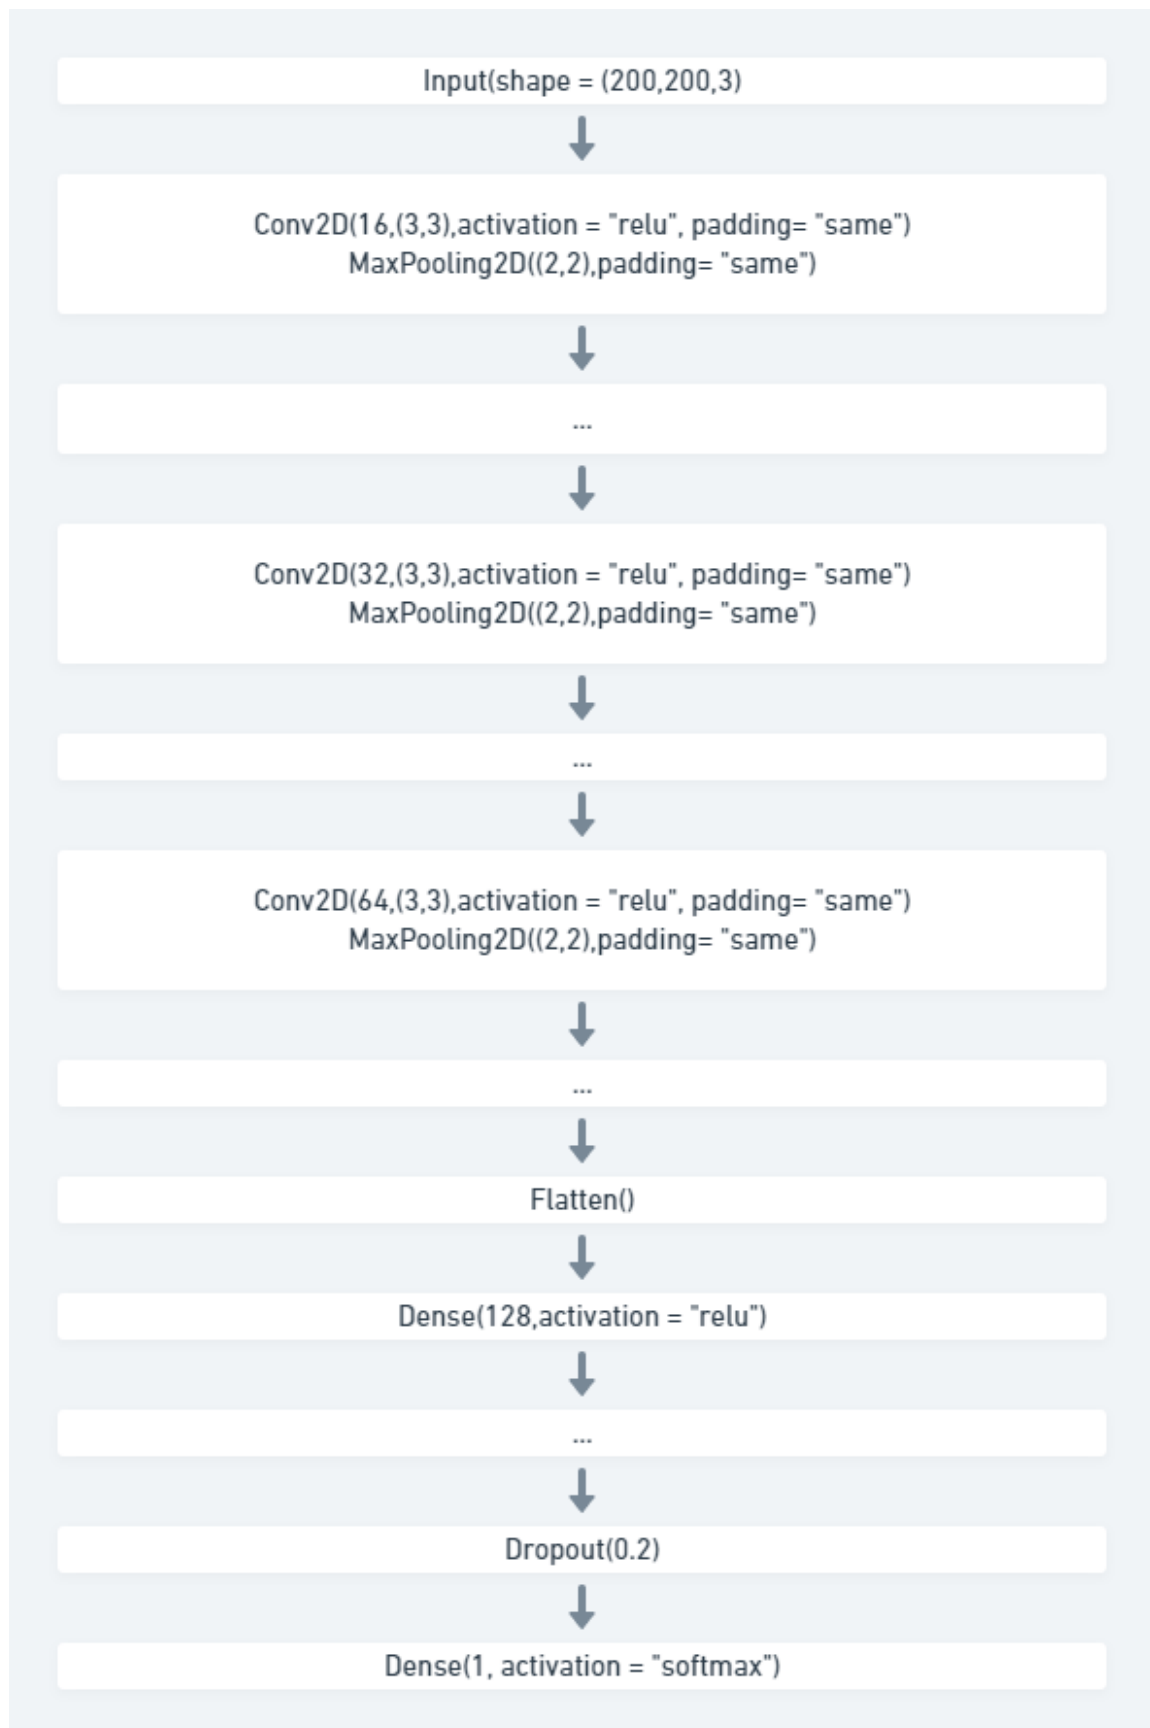 Input(shape = (200,200,3)
Conv2D(16,(3,3),activation = "relu", padding= "same")
MaxPooling2D((2,2),padding= "same")
...
Conv2D(32,(3,3),activation = "relu", padding= "same")
MaxPooling2D((2,2),padding= "same")
...
Conv2D(64,(3,3),activation = "relu", padding= "same")
MaxPooling2D((2,2),padding= "same")
...
Flatten()
Dense(128,activation = "relu")
...
Dropout(0.2)
Dense(1, activation = "softmax")